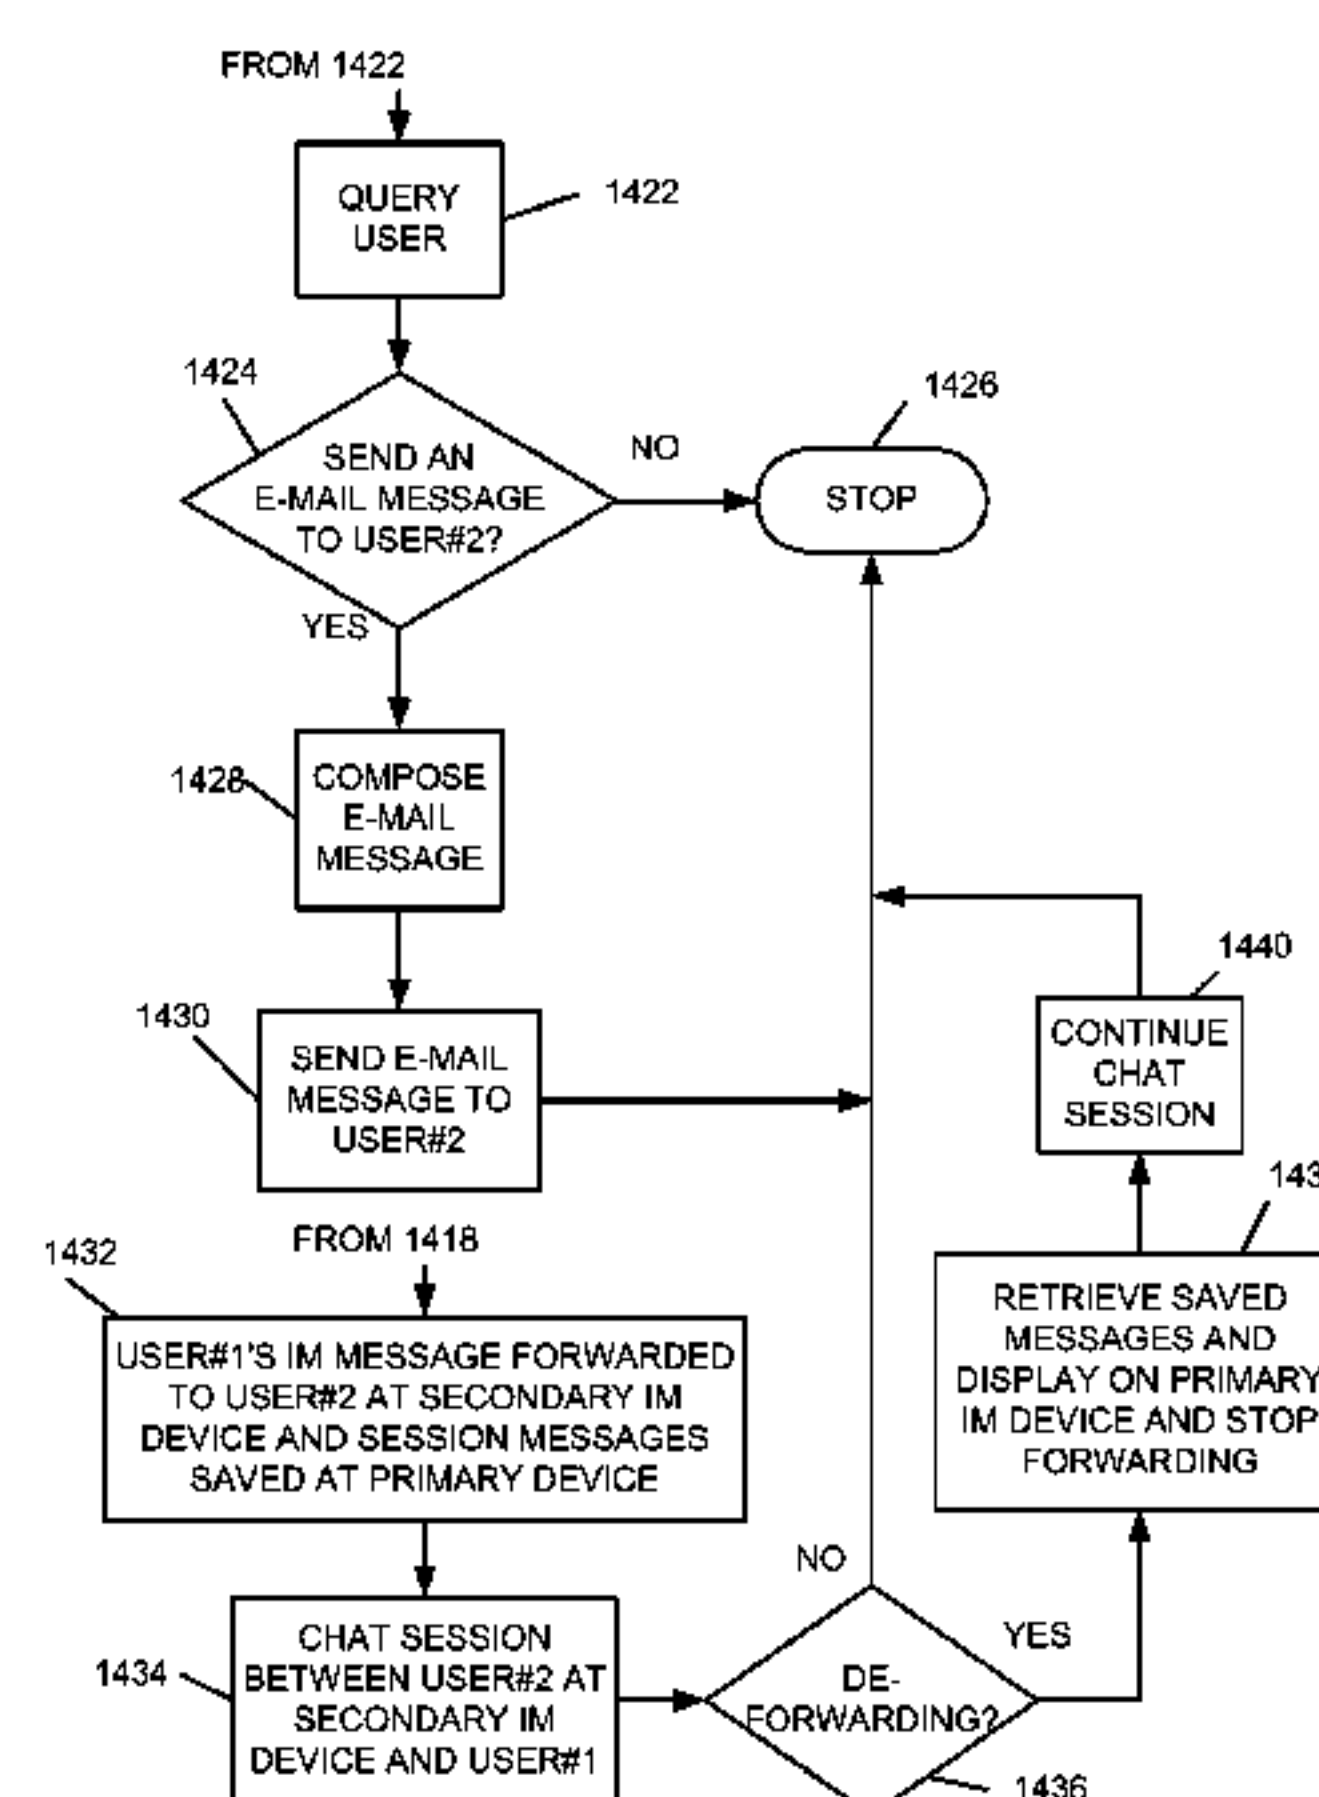 FROM 1422
QUERY
USER
1422
1424
SEND AN
E-MAIL MESSAGE
TO USER#2?
NO
1426
STOP
YES
1428
COMPOSE
E-MAIL
MESSAGE
1430
SEND E-MAIL
MESSAGE TO
USER#2
1440
CONTINUE
CHAT
SESSION
FROM 1418
1432
USER#1'S IM MESSAGE FORWARDED
TO USER#2 AT SECONDARY IM
DEVICE AND SESSION MESSAGES
SAVED AT PRIMARY DEVICE
RETRIEVE SAVED
MESSAGES AND
DISPLAY ON PRIMARY
IM DEVICE AND STOP
FORWARDING
1434
CHAT SESSION
BETWEEN USER#2 AT
SECONDARY IM
DEVICE AND USER#1
NO
YES
DE-
FORWARDING?
1436